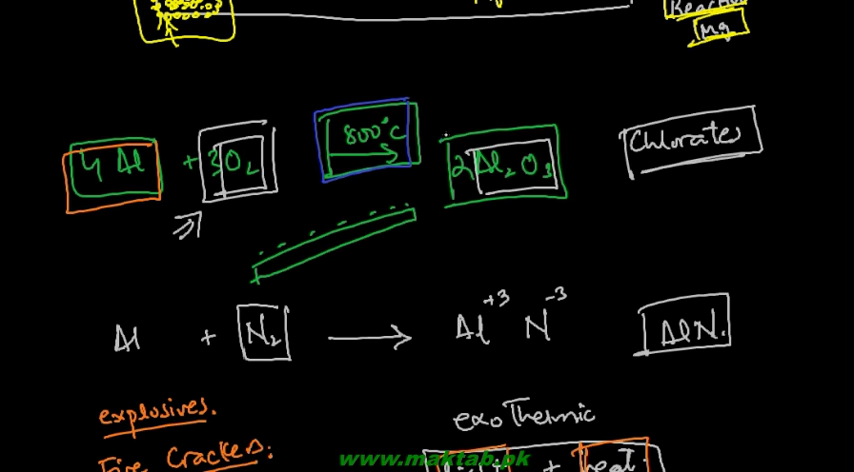 Mg
4 Al + 3O₂ 800°C → 2Al₂O₃ Chlorates
Al + N₂ → Al⁺³ N⁻³ AlN.
explosives. exoThermic
Fire Crackers: + heat
www.maktab.pk